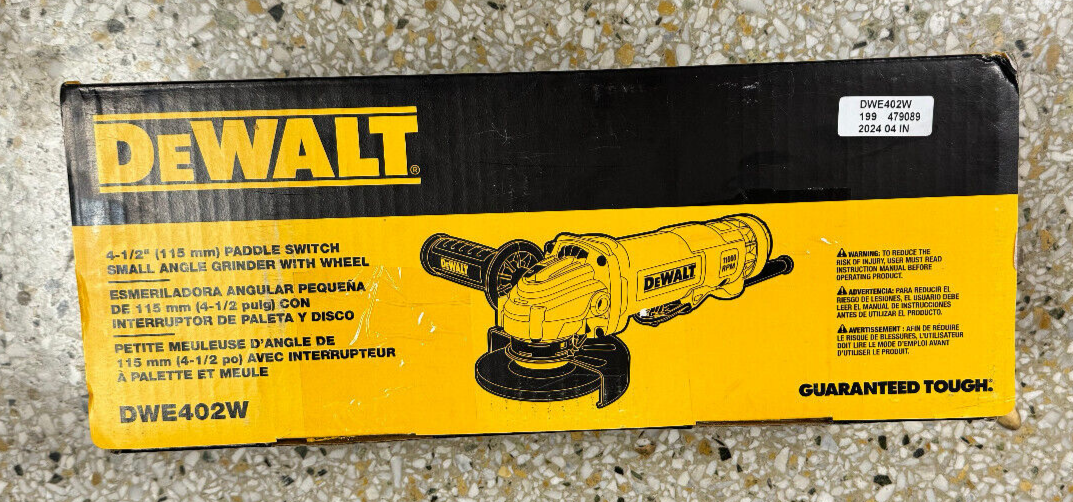 DEWALT®
DWE402W
199 479089
2024 04 IN
4-1/2" (115 mm) PADDLE SWITCH
SMALL ANGLE GRINDER WITH WHEEL
ESMERILADORA ANGULAR PEQUEÑA
DE 115 mm (4-1/2 pulg) CON
INTERRUPTOR DE PALETA Y DISCO
PETITE MEULEUSE D'ANGLE DE
115 mm (4-1/2 po) AVEC INTERRUPTEUR
À PALETTE ET MEULE
DWE402W
DEWALT
DEWALT
11000
RPM
WARNING: TO REDUCE THE
RISK OF INJURY, USER MUST READ
INSTRUCTION MANUAL BEFORE
OPERATING PRODUCT.
ADVERTENCIA: PARA REDUCIR EL
RIESGO DE LESIONES, EL USUARIO DEBE
LEER EL MANUAL DE INSTRUCCIONES
ANTES DE UTILIZAR EL PRODUCTO.
AVERTISSEMENT : AFIN DE RÉDUIRE
LE RISQUE DE BLESSURES, L'UTILISATEUR
DOIT LIRE LE MODE D'EMPLOI AVANT
D'UTILISER LE PRODUIT.
GUARANTEED TOUGH.